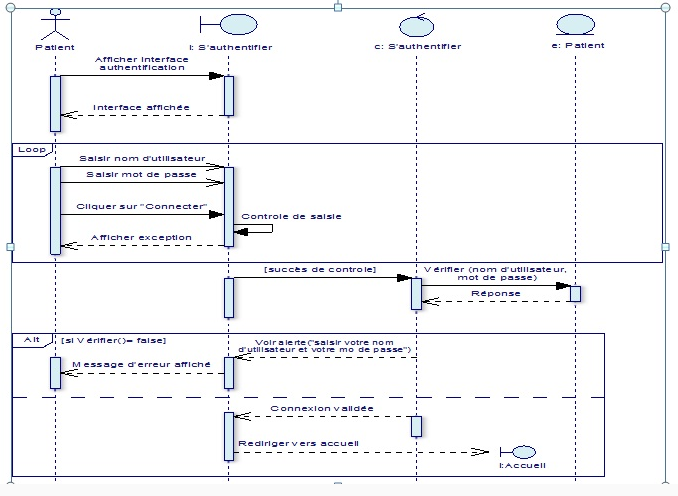 Patient
I: S'authentifier
c: S'authentifier
e: Patient
Afficher interface
authentification
Interface affichée
Loop
Saisir nom d'utilisateur
Saisir mot de passe
Cliquer sur "Connecter"
Controle de saisie
Afficher exception
[succès de controle]
Vérifier (nom d'utilisateur,
mot de passe)
Réponse
Alt
[si Vérifier()= false]
Voir alerte("saisir votre nom
d'utilisateur et votre mo de passe")
Message d'erreur affiché
Connexion validée
Rediriger vers accueil
I:Accueil